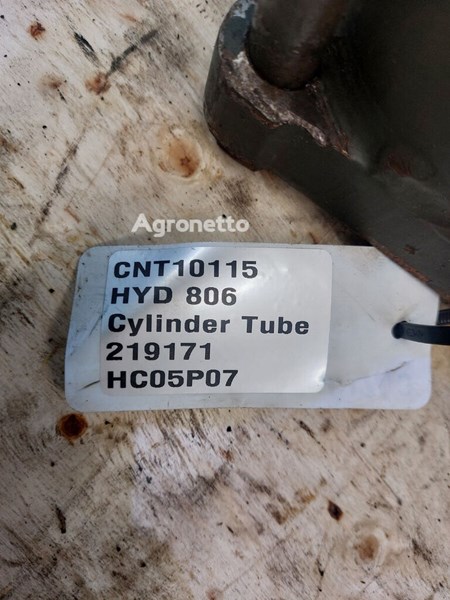 Agronetto
CNT10115
HYD 806
Cylinder Tube
219171
HC05P07